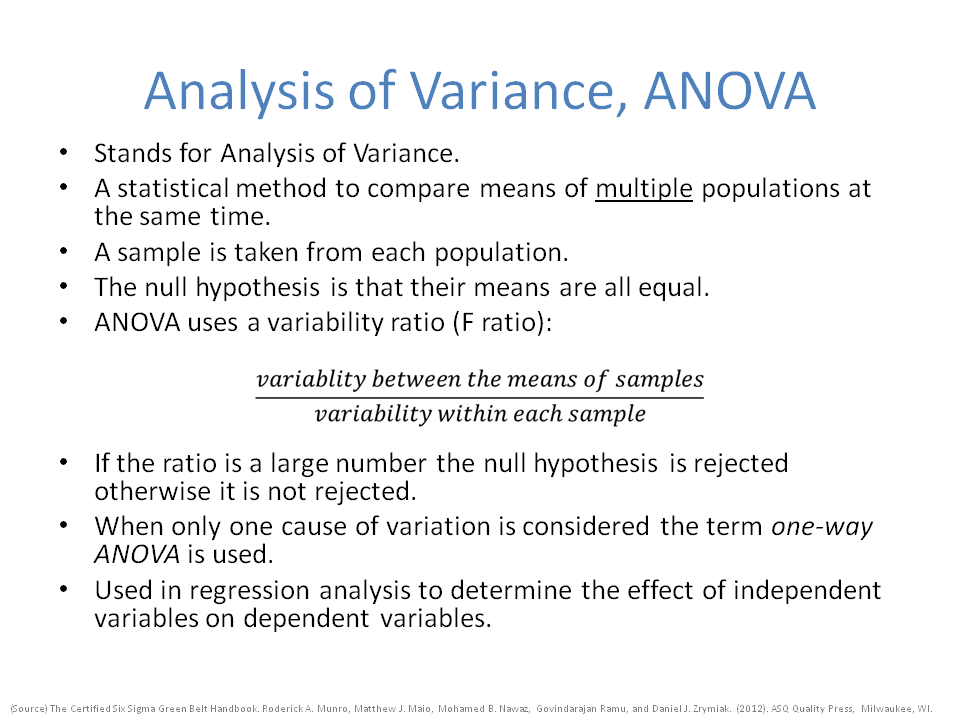 Analysis of Variance, ANOVA
• Stands for Analysis of Variance.
• A statistical method to compare means of multiple populations at
the same time.
• A sample is taken from each population.
• The null hypothesis is that their means are all equal.
• ANOVA uses a variability ratio (F ratio):
variablity between the means of samples
variability within each sample
• If the ratio is a large number the null hypothesis is rejected
otherwise it is not rejected.
• When only one cause of variation is considered the term one-way
ANOVA is used.
• Used in regression analysis to determine the effect of independent
variables on dependent variables.
(Source) The Certified Six Sigma Green Belt Handbook. Roderick A. Munro, Matthew J. Maio, Mohamed B. Nawaz, Govindarajan Ramu, and Daniel J. Zrymiak. (2012). ASQ Quality Press, Milwaukee, WI.